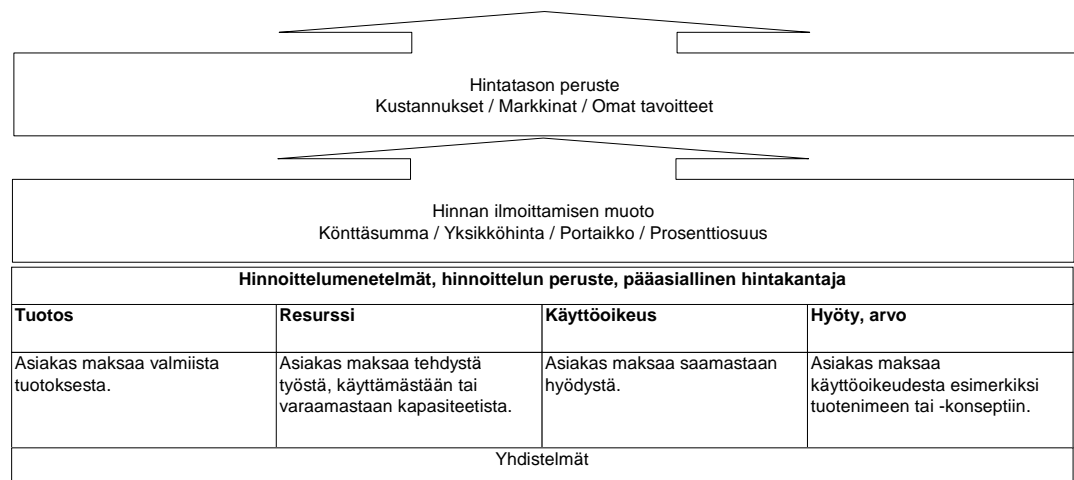 Hintatason peruste
Kustannukset / Markkinat / Omat tavoitteet
Hinnan ilmoittamisen muoto
Könttäsumma / Yksikköhinta / Portaikko / Prosenttiosuus
Hinnoittelumenetelmät, hinnoittelun peruste, pääasiallinen hintakantaja
Tuotos
Resurssi
Käyttöoikeus
Hyöty, arvo
Asiakas maksaa valmiista
tuotoksesta.
Asiakas maksaa tehdystä
työstä, käyttämästään tai
varaamastaan kapasiteetista.
Asiakas maksaa saamastaan
hyödystä.
Asiakas maksaa
käyttöoikeudesta esimerkiksi
tuotenimeen tai -konseptiin.
Yhdistelmät